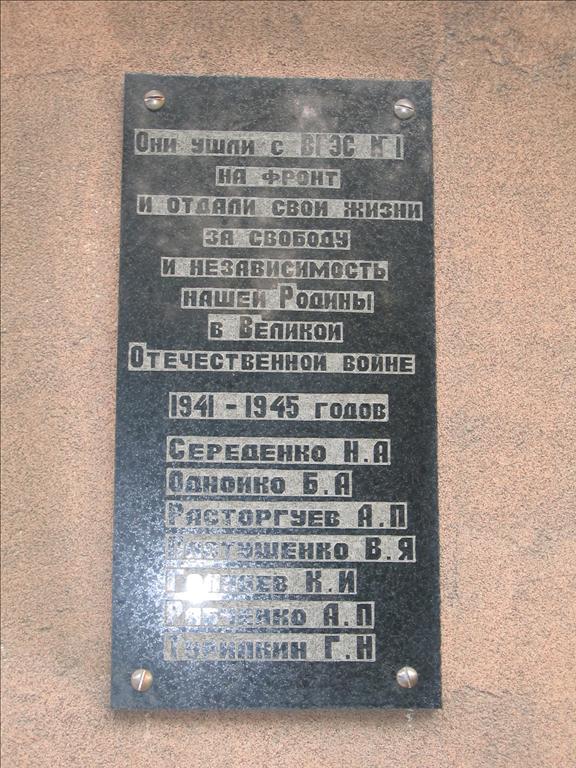 Они ушли с ВГЭС №1
на фронт
и отдали свои жизни
за свободу
и независимость
нашей Родины
в Великой
Отечественной войне
1941 - 1945 годов
Середенко Н.А
Однойко Б.А
Расторгуев А.П
В.Я
К.И
А.П
Г.Н